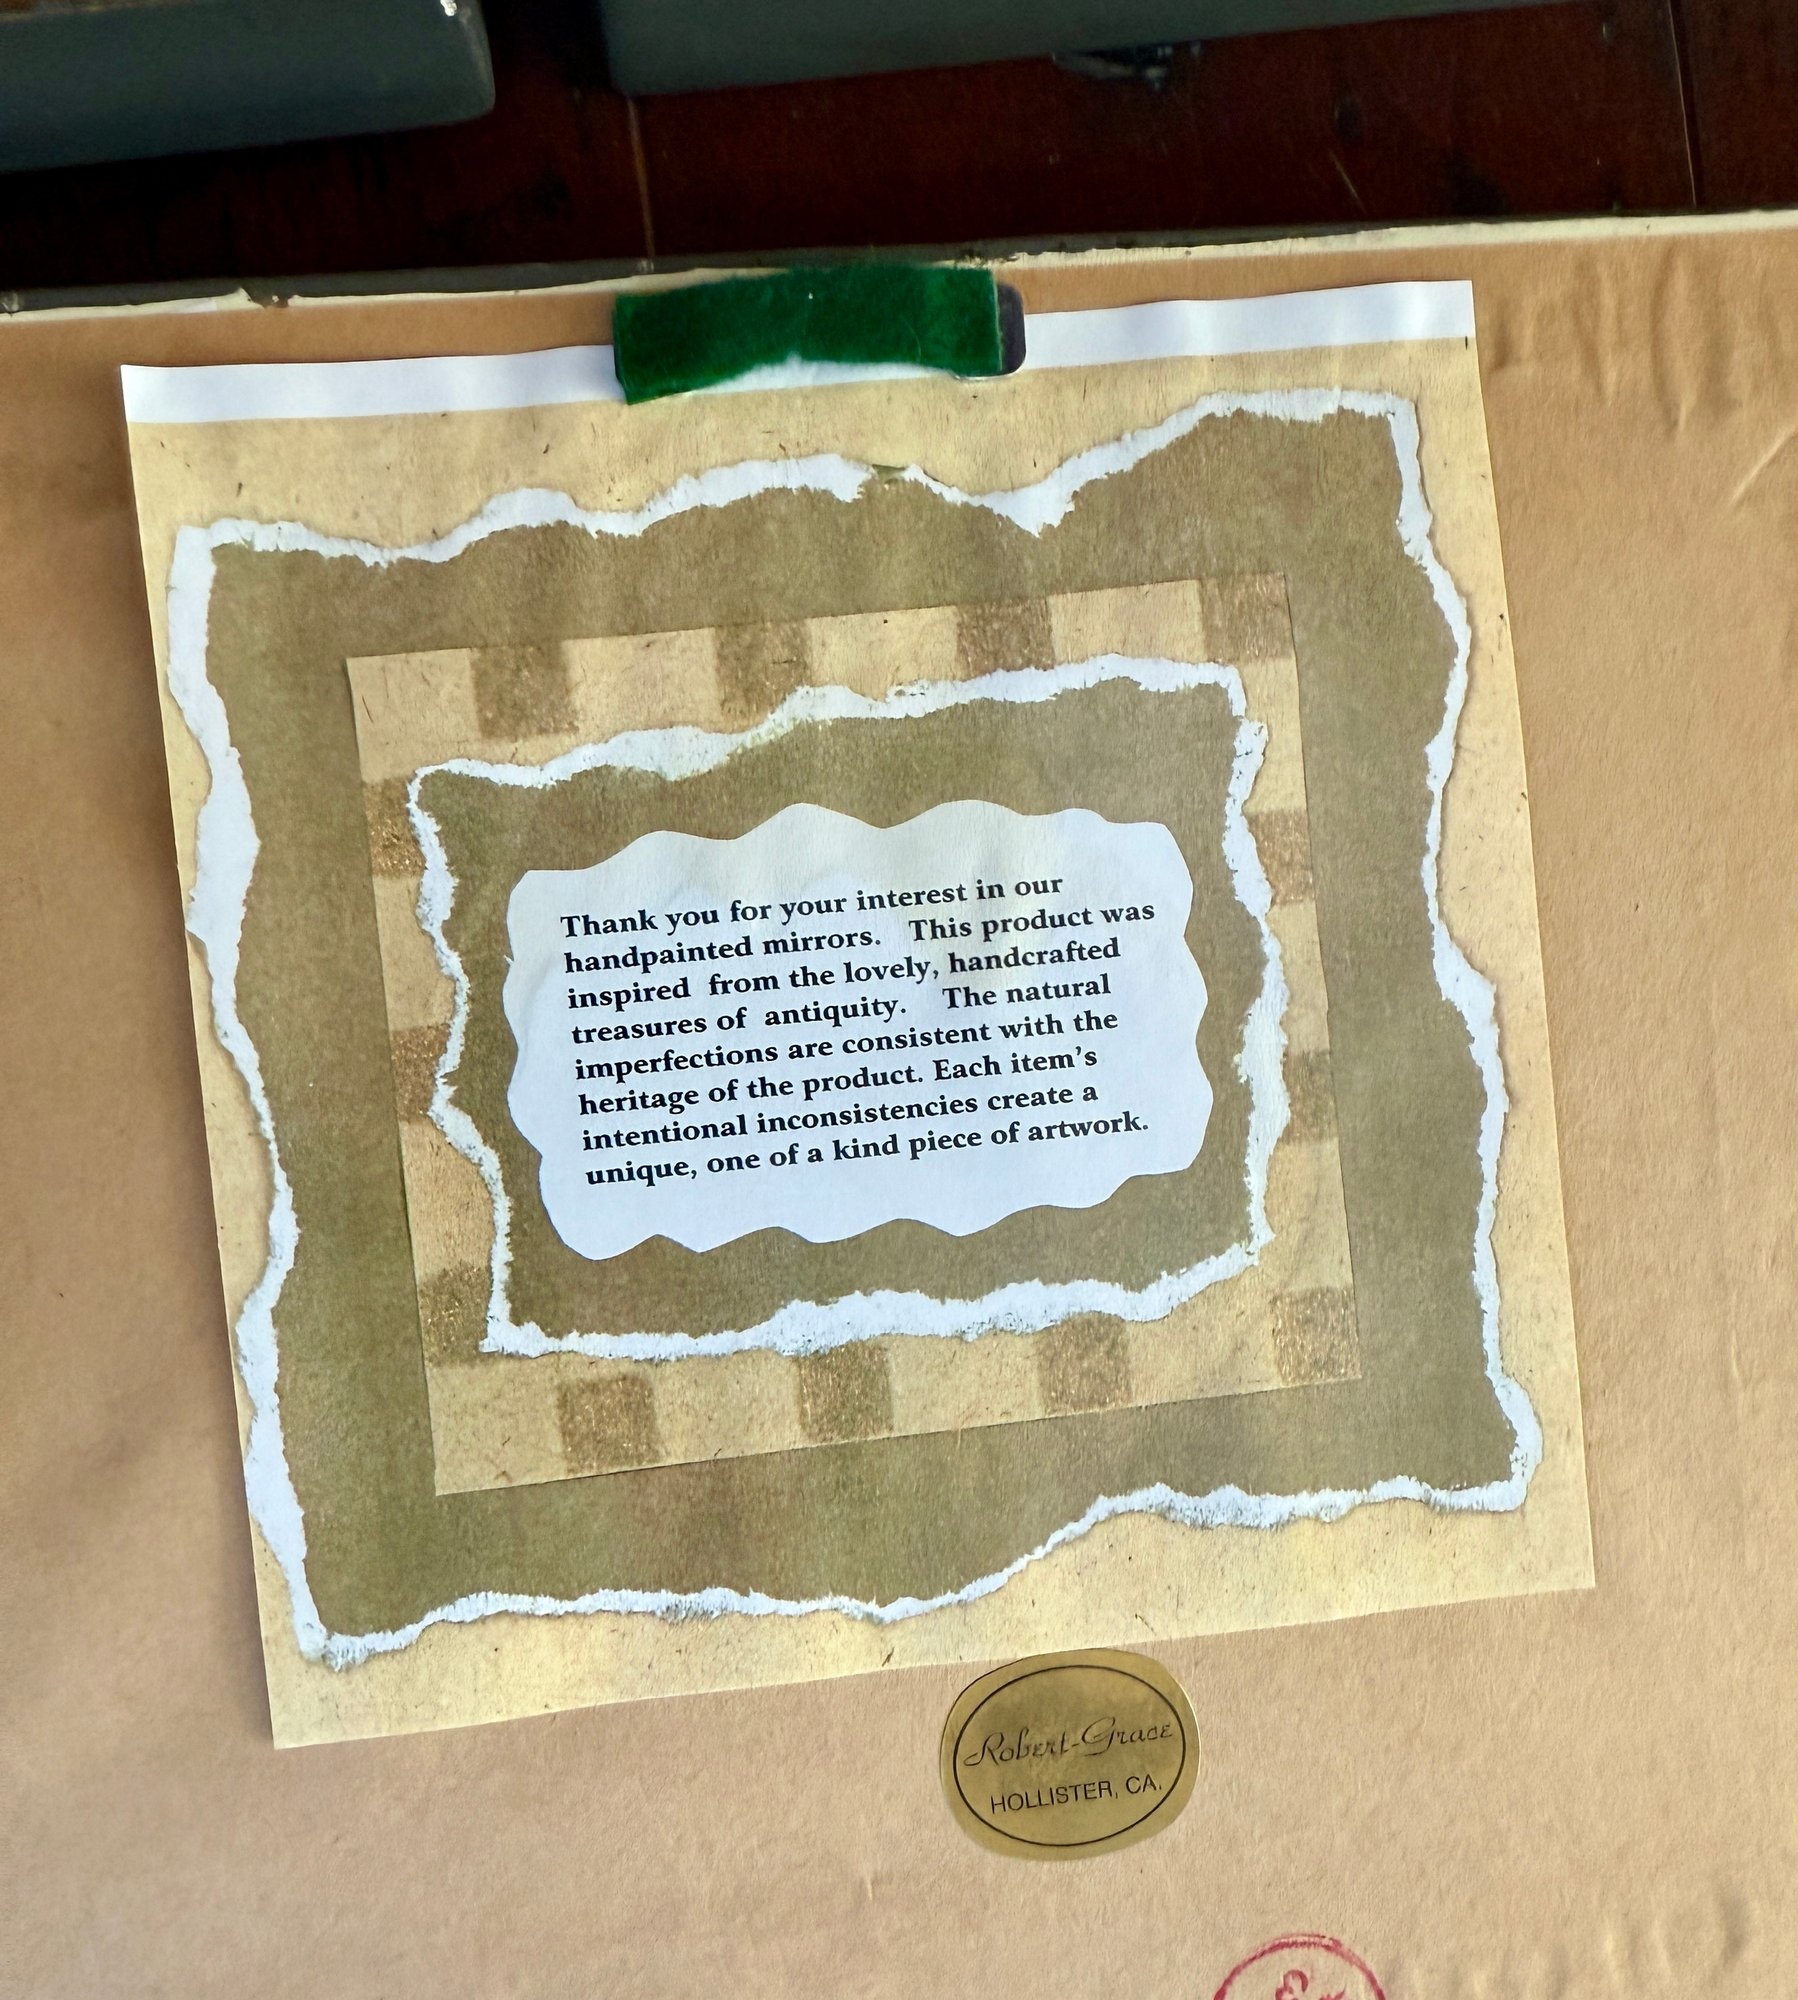 Thank you for your interest in our
handpainted mirrors. This product was
inspired from the lovely, handcrafted
treasures of antiquity. The natural
imperfections are consistent with the
heritage of the product. Each item's
intentional inconsistencies create a
unique, one of a kind piece of artwork.
Robert-Grace
HOLLISTER, CA.